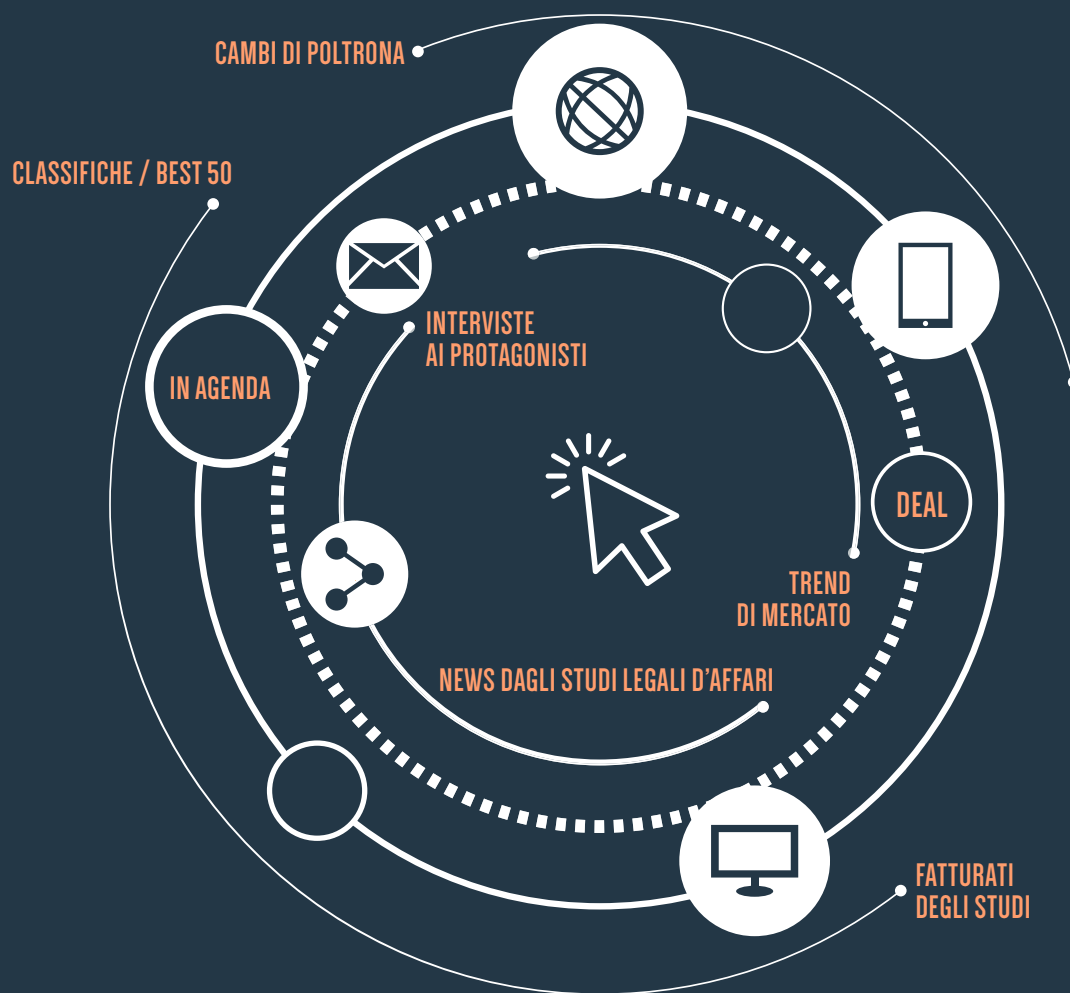 CAMBI DI POLTRONA
CLASSIFICHE / BEST 50
INTERVISTE
AI PROTAGONISTI
IN AGENDA
DEAL
TREND
DI MERCATO
NEWS DAGLI STUDI LEGALI D'AFFARI
FATTURATI
DEGLI STUDI